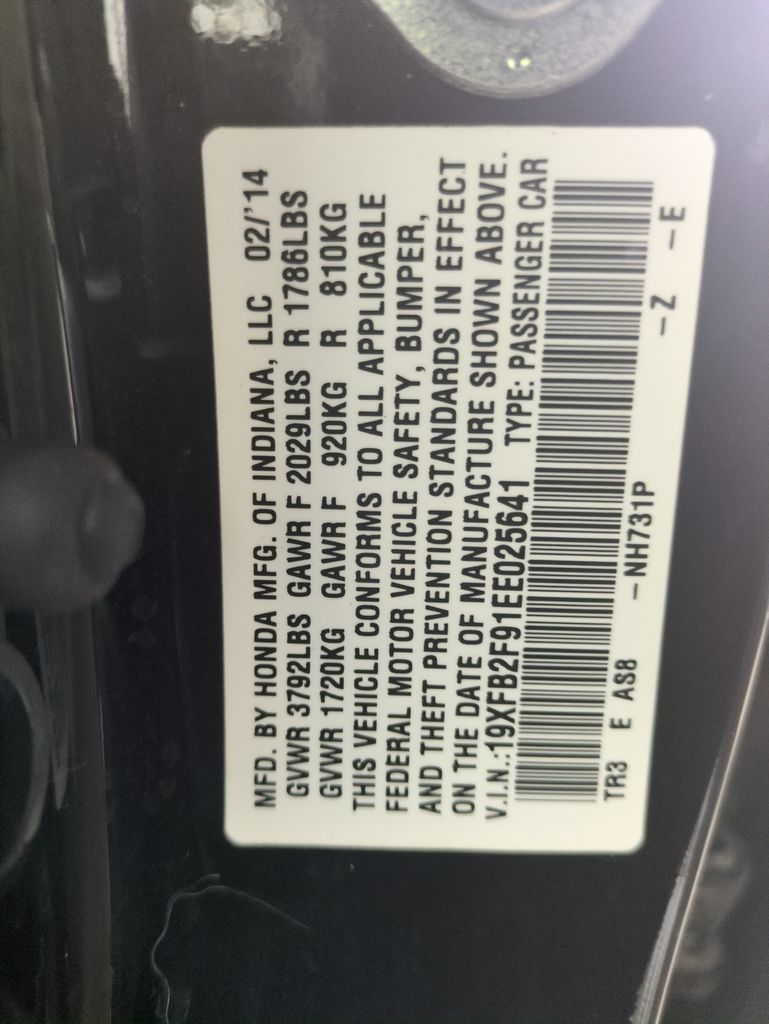 MFD. BY HONDA MFG. OF INDIANA, LLC 02/'14
GVWR 3792LBS GAWR F 2029LBS R 1786LBS
GVWR 1720KG GAWR F 920KG R 810KG
THIS VEHICLE CONFORMS TO ALL APPLICABLE
FEDERAL MOTOR VEHICLE SAFETY, BUMPER,
AND THEFT PREVENTION STANDARDS IN EFFECT
ON THE DATE OF MANUFACTURE SHOWN ABOVE.
V.I.N.:19XFB2F91EE025641 TYPE: PASSENGER CAR
TR3 E AS8 -NH731P -Z -E